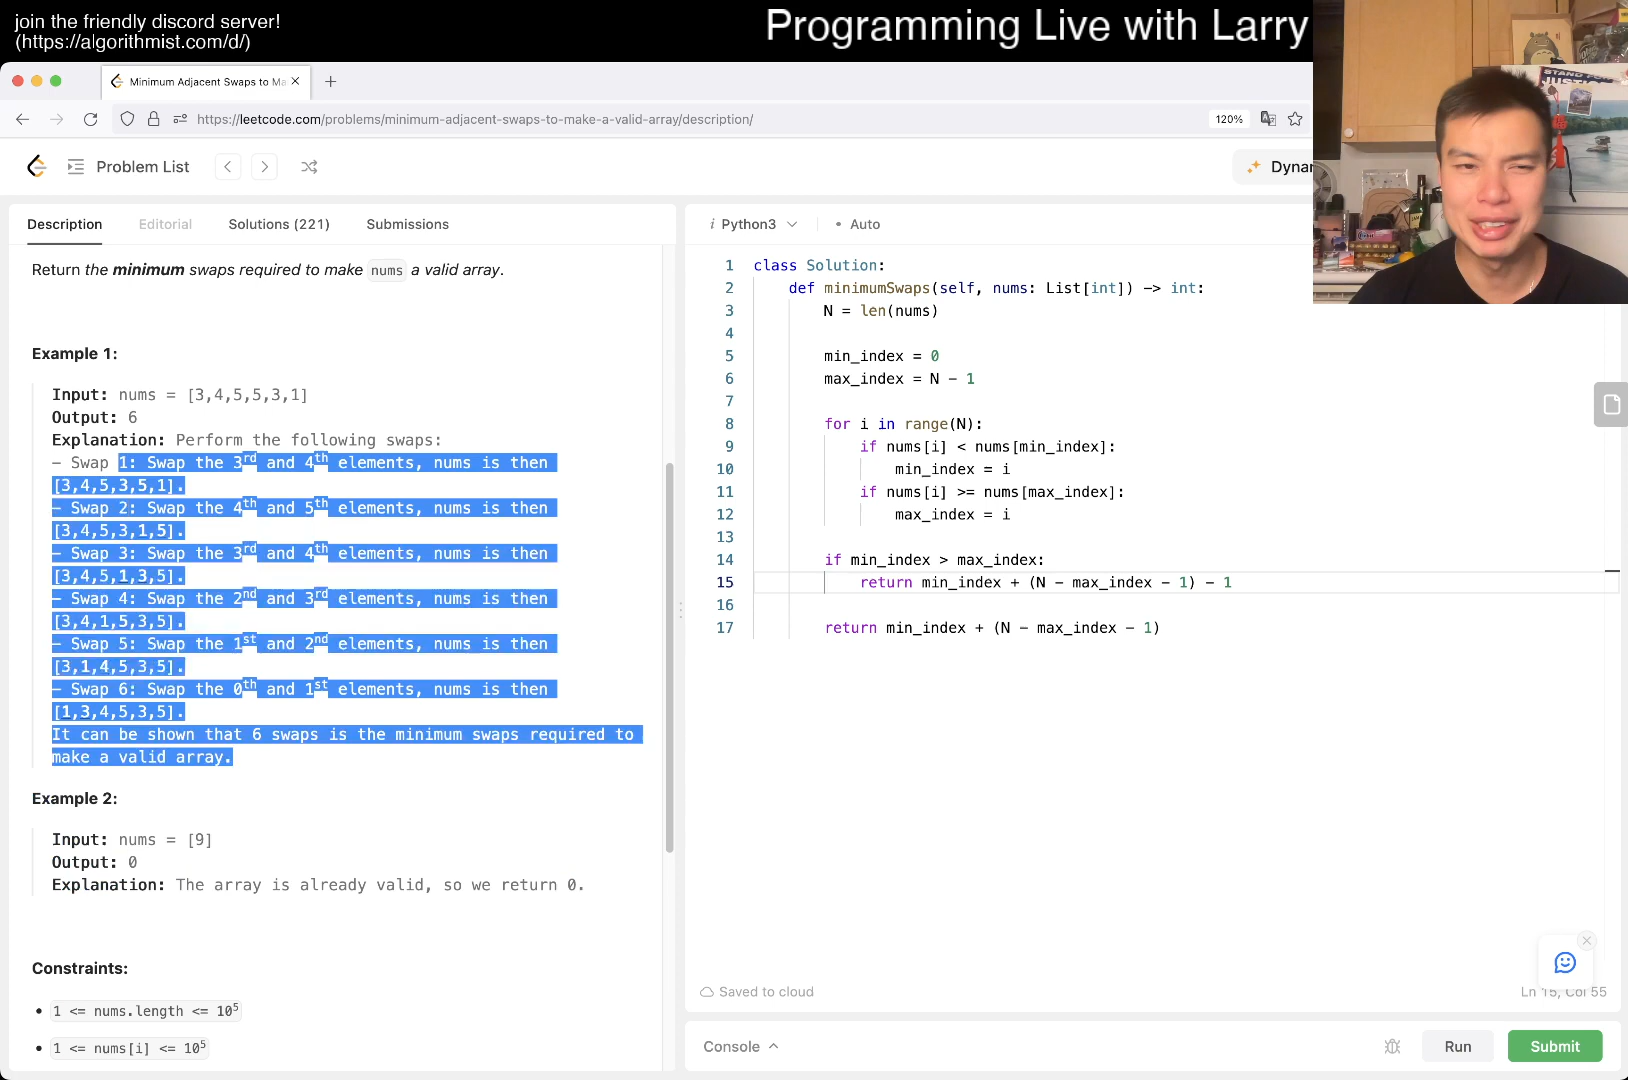 join the friendly discord server!
(https://algorithmist.com/d/)
Programming Live with Larry
Minimum Adjacent Swaps to Ma
https://leetcode.com/problems/minimum-adjacent-swaps-to-make-a-valid-array/description/
120%
Problem List
Dynam
Description
Editorial
Solutions (221)
Submissions
Return the minimum swaps required to make nums a valid array.
Example 1:
Input: nums = [3,4,5,5,3,1]
Output: 6
Explanation: Perform the following swaps:
- Swap 1: Swap the 3rd and 4th elements, nums is then
[3,4,5,3,5,1].
- Swap 2: Swap the 4th and 5th elements, nums is then
[3,4,5,3,1,5].
- Swap 3: Swap the 3rd and 4th elements, nums is then
[3,4,5,1,3,5].
- Swap 4: Swap the 2nd and 3rd elements, nums is then
[3,4,1,5,3,5].
- Swap 5: Swap the 1st and 2nd elements, nums is then
[3,1,4,5,3,5].
- Swap 6: Swap the 0th and 1st elements, nums is then
[1,3,4,5,3,5].
It can be shown that 6 swaps is the minimum swaps required to
make a valid array.
Example 2:
Input: nums = [9]
Output: 0
Explanation: The array is already valid, so we return 0.
Constraints:
• 1 <= nums.length <= 10^5
• 1 <= nums[i] <= 10^5
i Python3
• Auto
1 class Solution:
2 def minimumSwaps(self, nums: List[int]) -> int:
3 N = len(nums)
4
5 min_index = 0
6 max_index = N - 1
7
8 for i in range(N):
9 if nums[i] < nums[min_index]:
10 min_index = i
11 if nums[i] >= nums[max_index]:
12 max_index = i
13
14 if min_index > max_index:
15 return min_index + (N - max_index - 1) - 1
16
17 return min_index + (N - max_index - 1)
Saved to cloud
Ln 15, Col 55
Console
Run
Submit